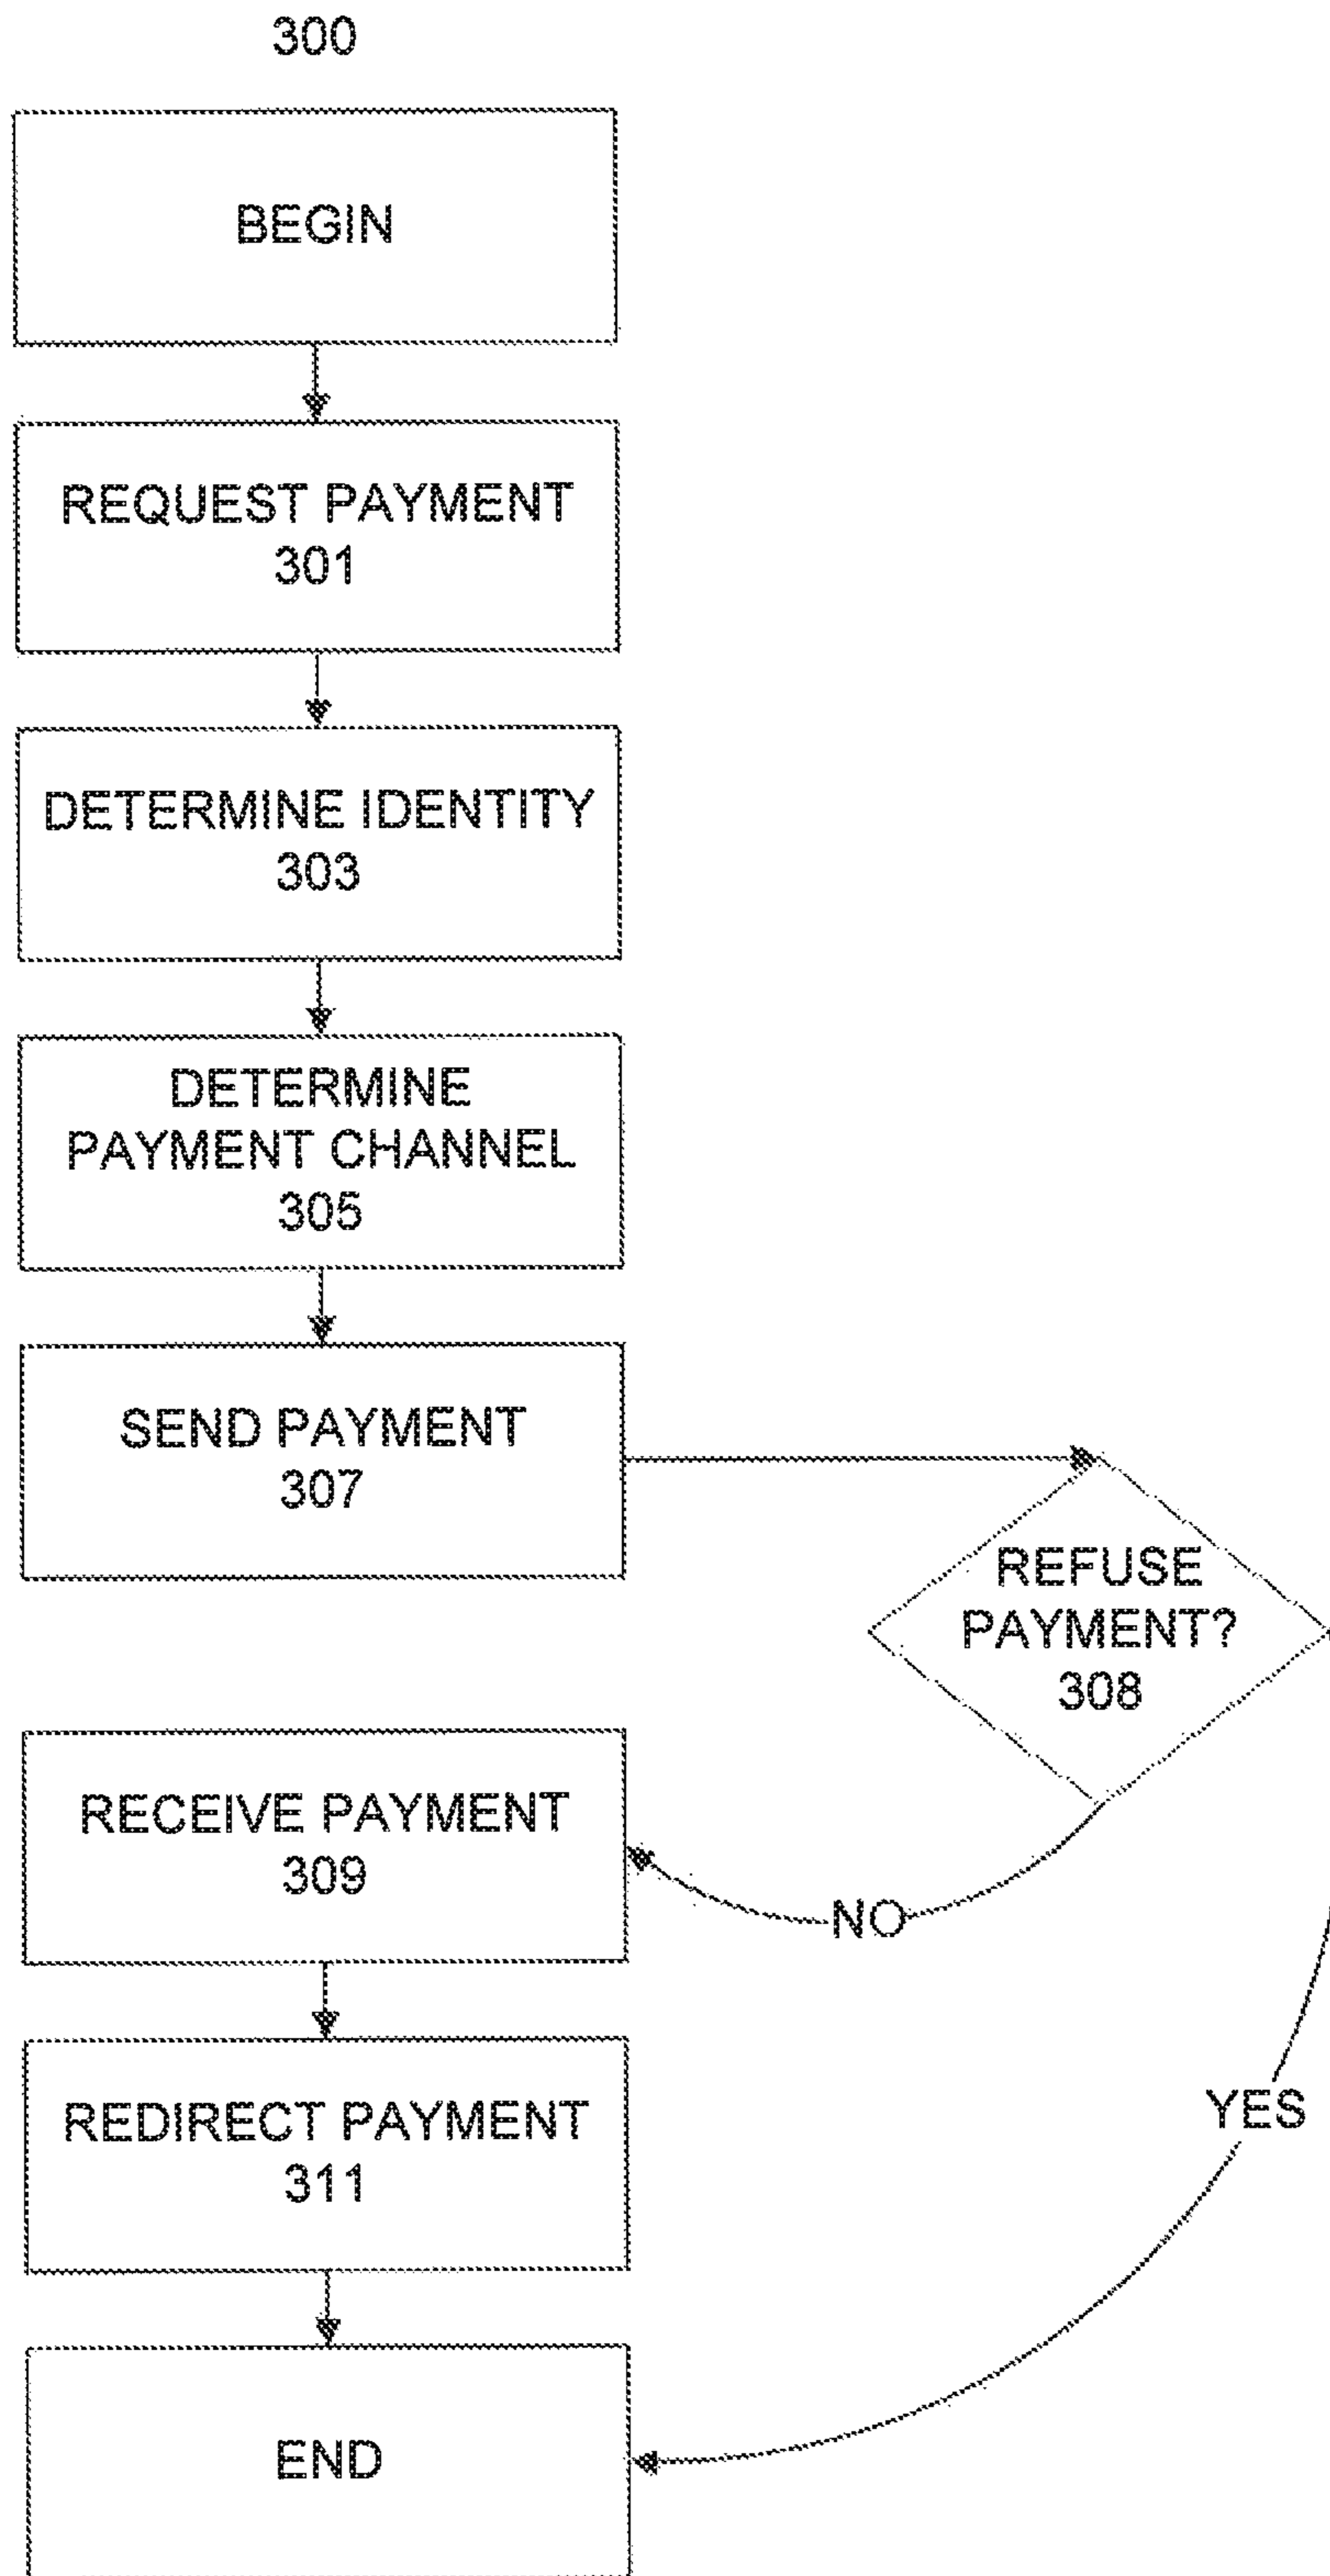 300
BEGIN
REQUEST PAYMENT
301
DETERMINE IDENTITY
303
DETERMINE
PAYMENT CHANNEL
305
SEND PAYMENT
307
REFUSE
PAYMENT?
308
RECEIVE PAYMENT
309
NO
REDIRECT PAYMENT
311
YES
END